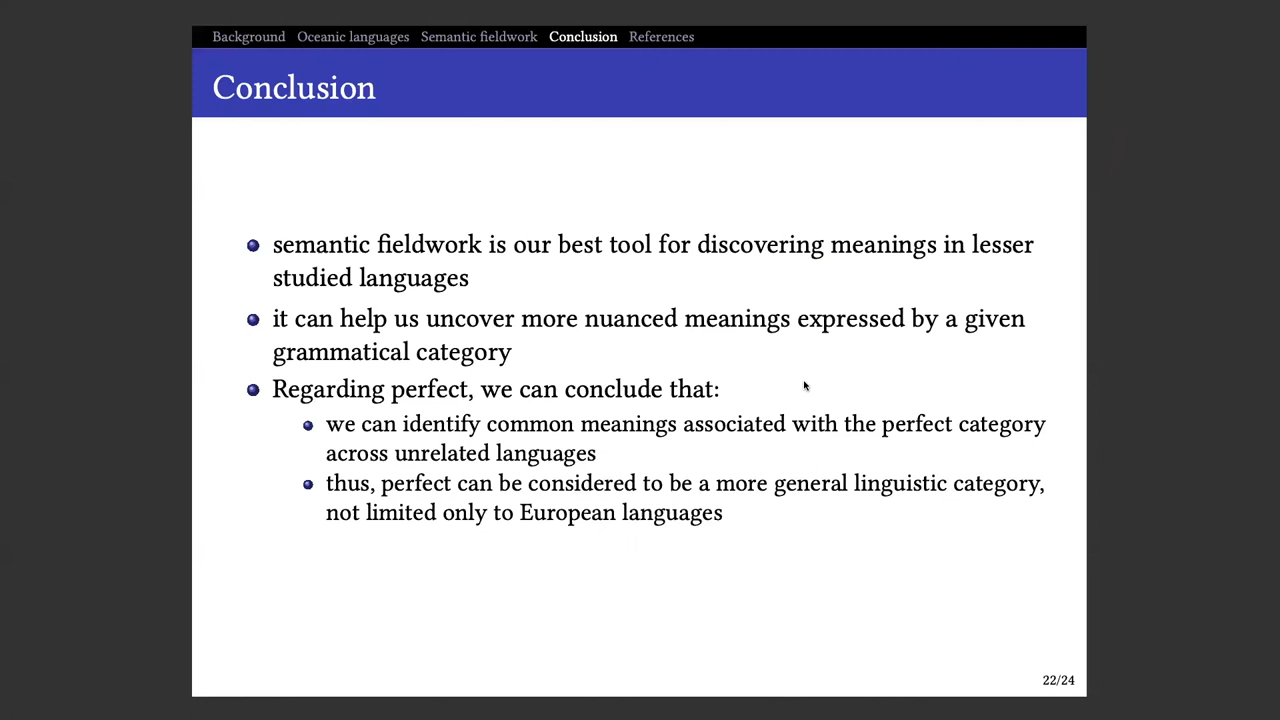 Background Oceanic languages Semantic fieldwork Conclusion References
Conclusion
semantic fieldwork is our best tool for discovering meanings in lesser
studied languages
it can help us uncover more nuanced meanings expressed by a given
grammatical category
Regarding perfect, we can conclude that:
we can identify common meanings associated with the perfect category
across unrelated languages
thus, perfect can be considered to be a more general linguistic category,
not limited only to European languages
22/24